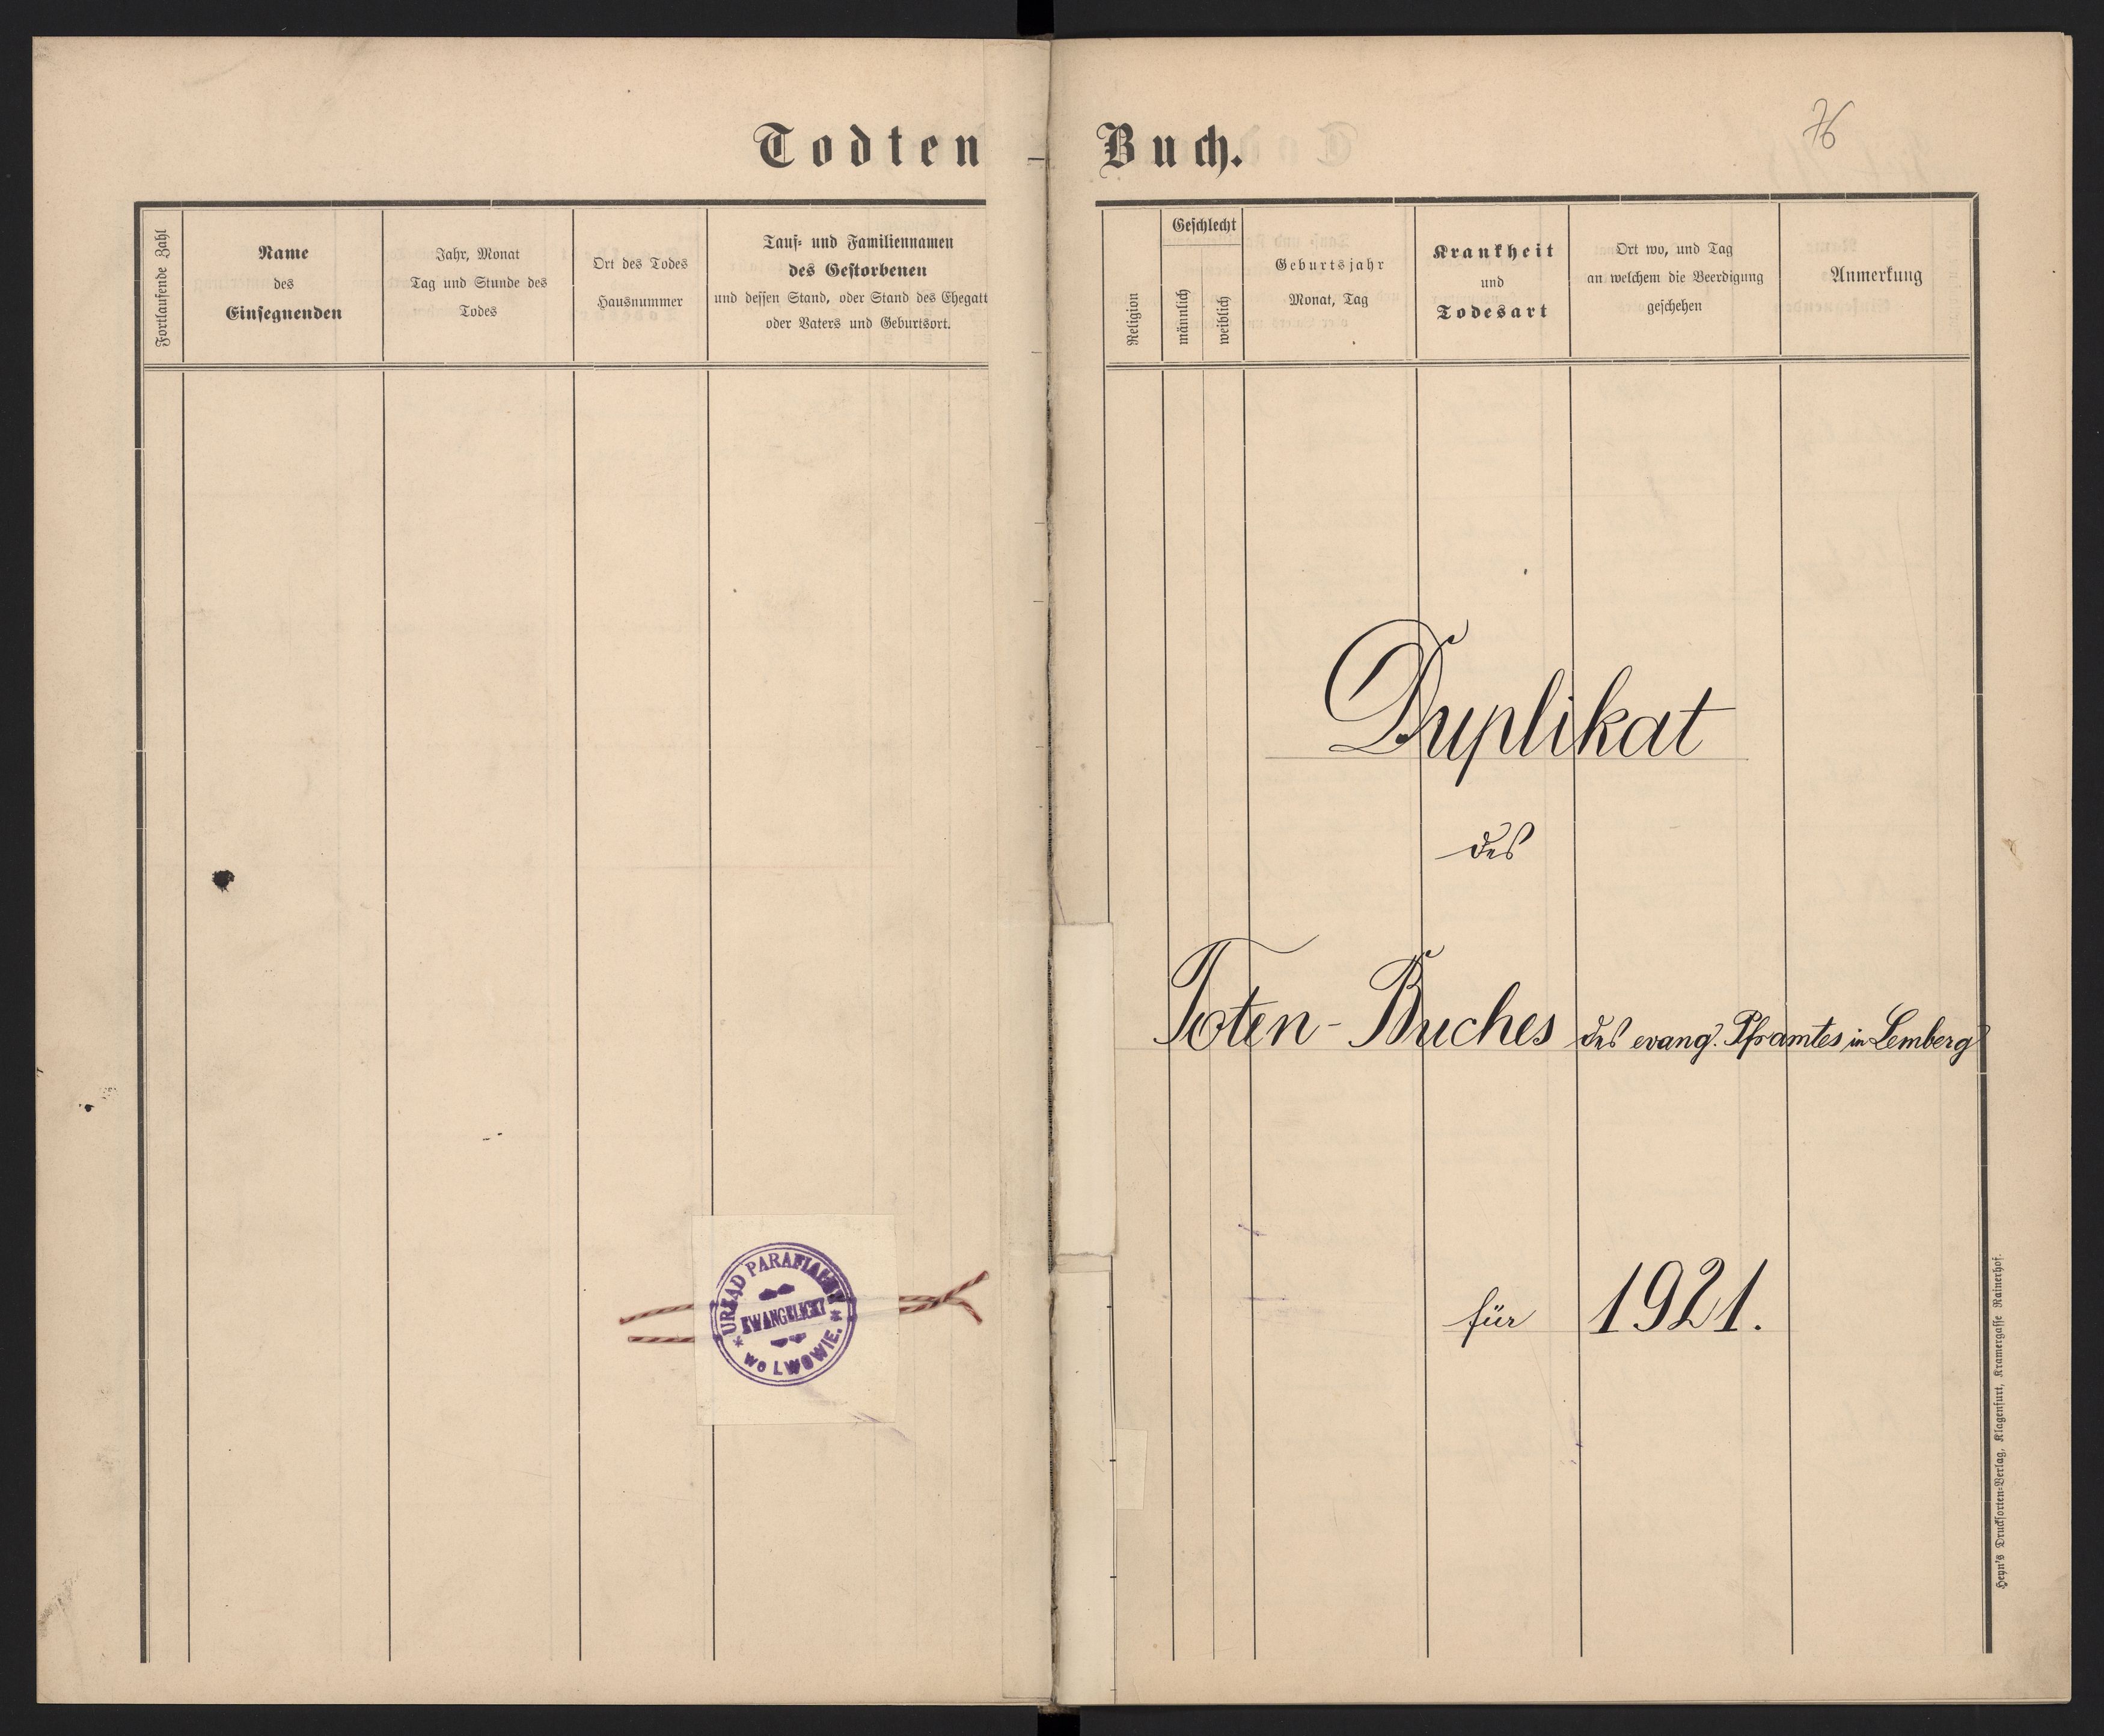 Todten - Buch.
76
Fortlaufende Zahl
Name
des
Einsegnenden
Jahr, Monat
Tag und Stunde des
Todes
Ort des Todes
Hausnummer
Tauf- und Familiennamen
des Gestorbenen
und dessen Stand, oder Stand des Ehegatt
oder Vaters und Geburtsort.
Religion
Geschlecht
männlich
weiblich
Geburtsjahr
Monat, Tag
Krankheit
und
Todesart
Ort wo, und Tag
an welchem die Beerdigung
geschehen
Anmerkung
Duplikat
des
Toten-Buches des evang. Pframtes in Lemberg
für 1921.
URZĄD PARAFIALNY
EWANGELICKI
WE LWOWIE.
Heyn's Drucksorten-Verlag, Klagenfurt, Kramergasse Rainerhof.